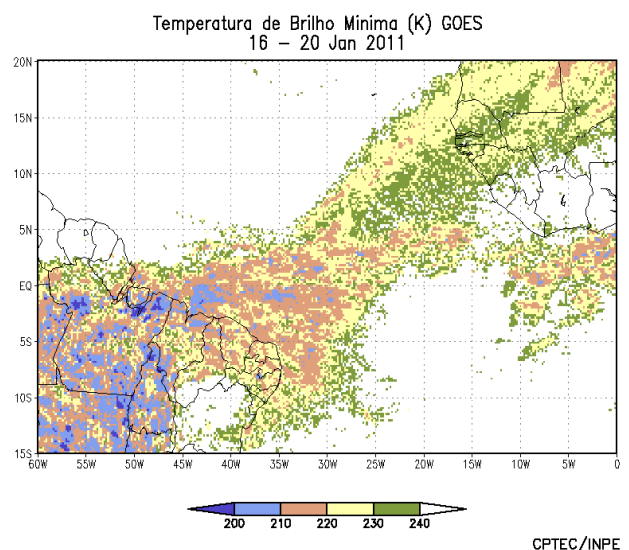 Temperatura de Brilho Mínima (K) GOES
16 – 20 Jan 2011
20N
15N
10N
5N
EQ
5S
10S
15S
60W 55W 50W 45W 40W 35W 30W 25W 20W 15W 10W 5W 0
200 210 220 230 240
CPTEC/INPE